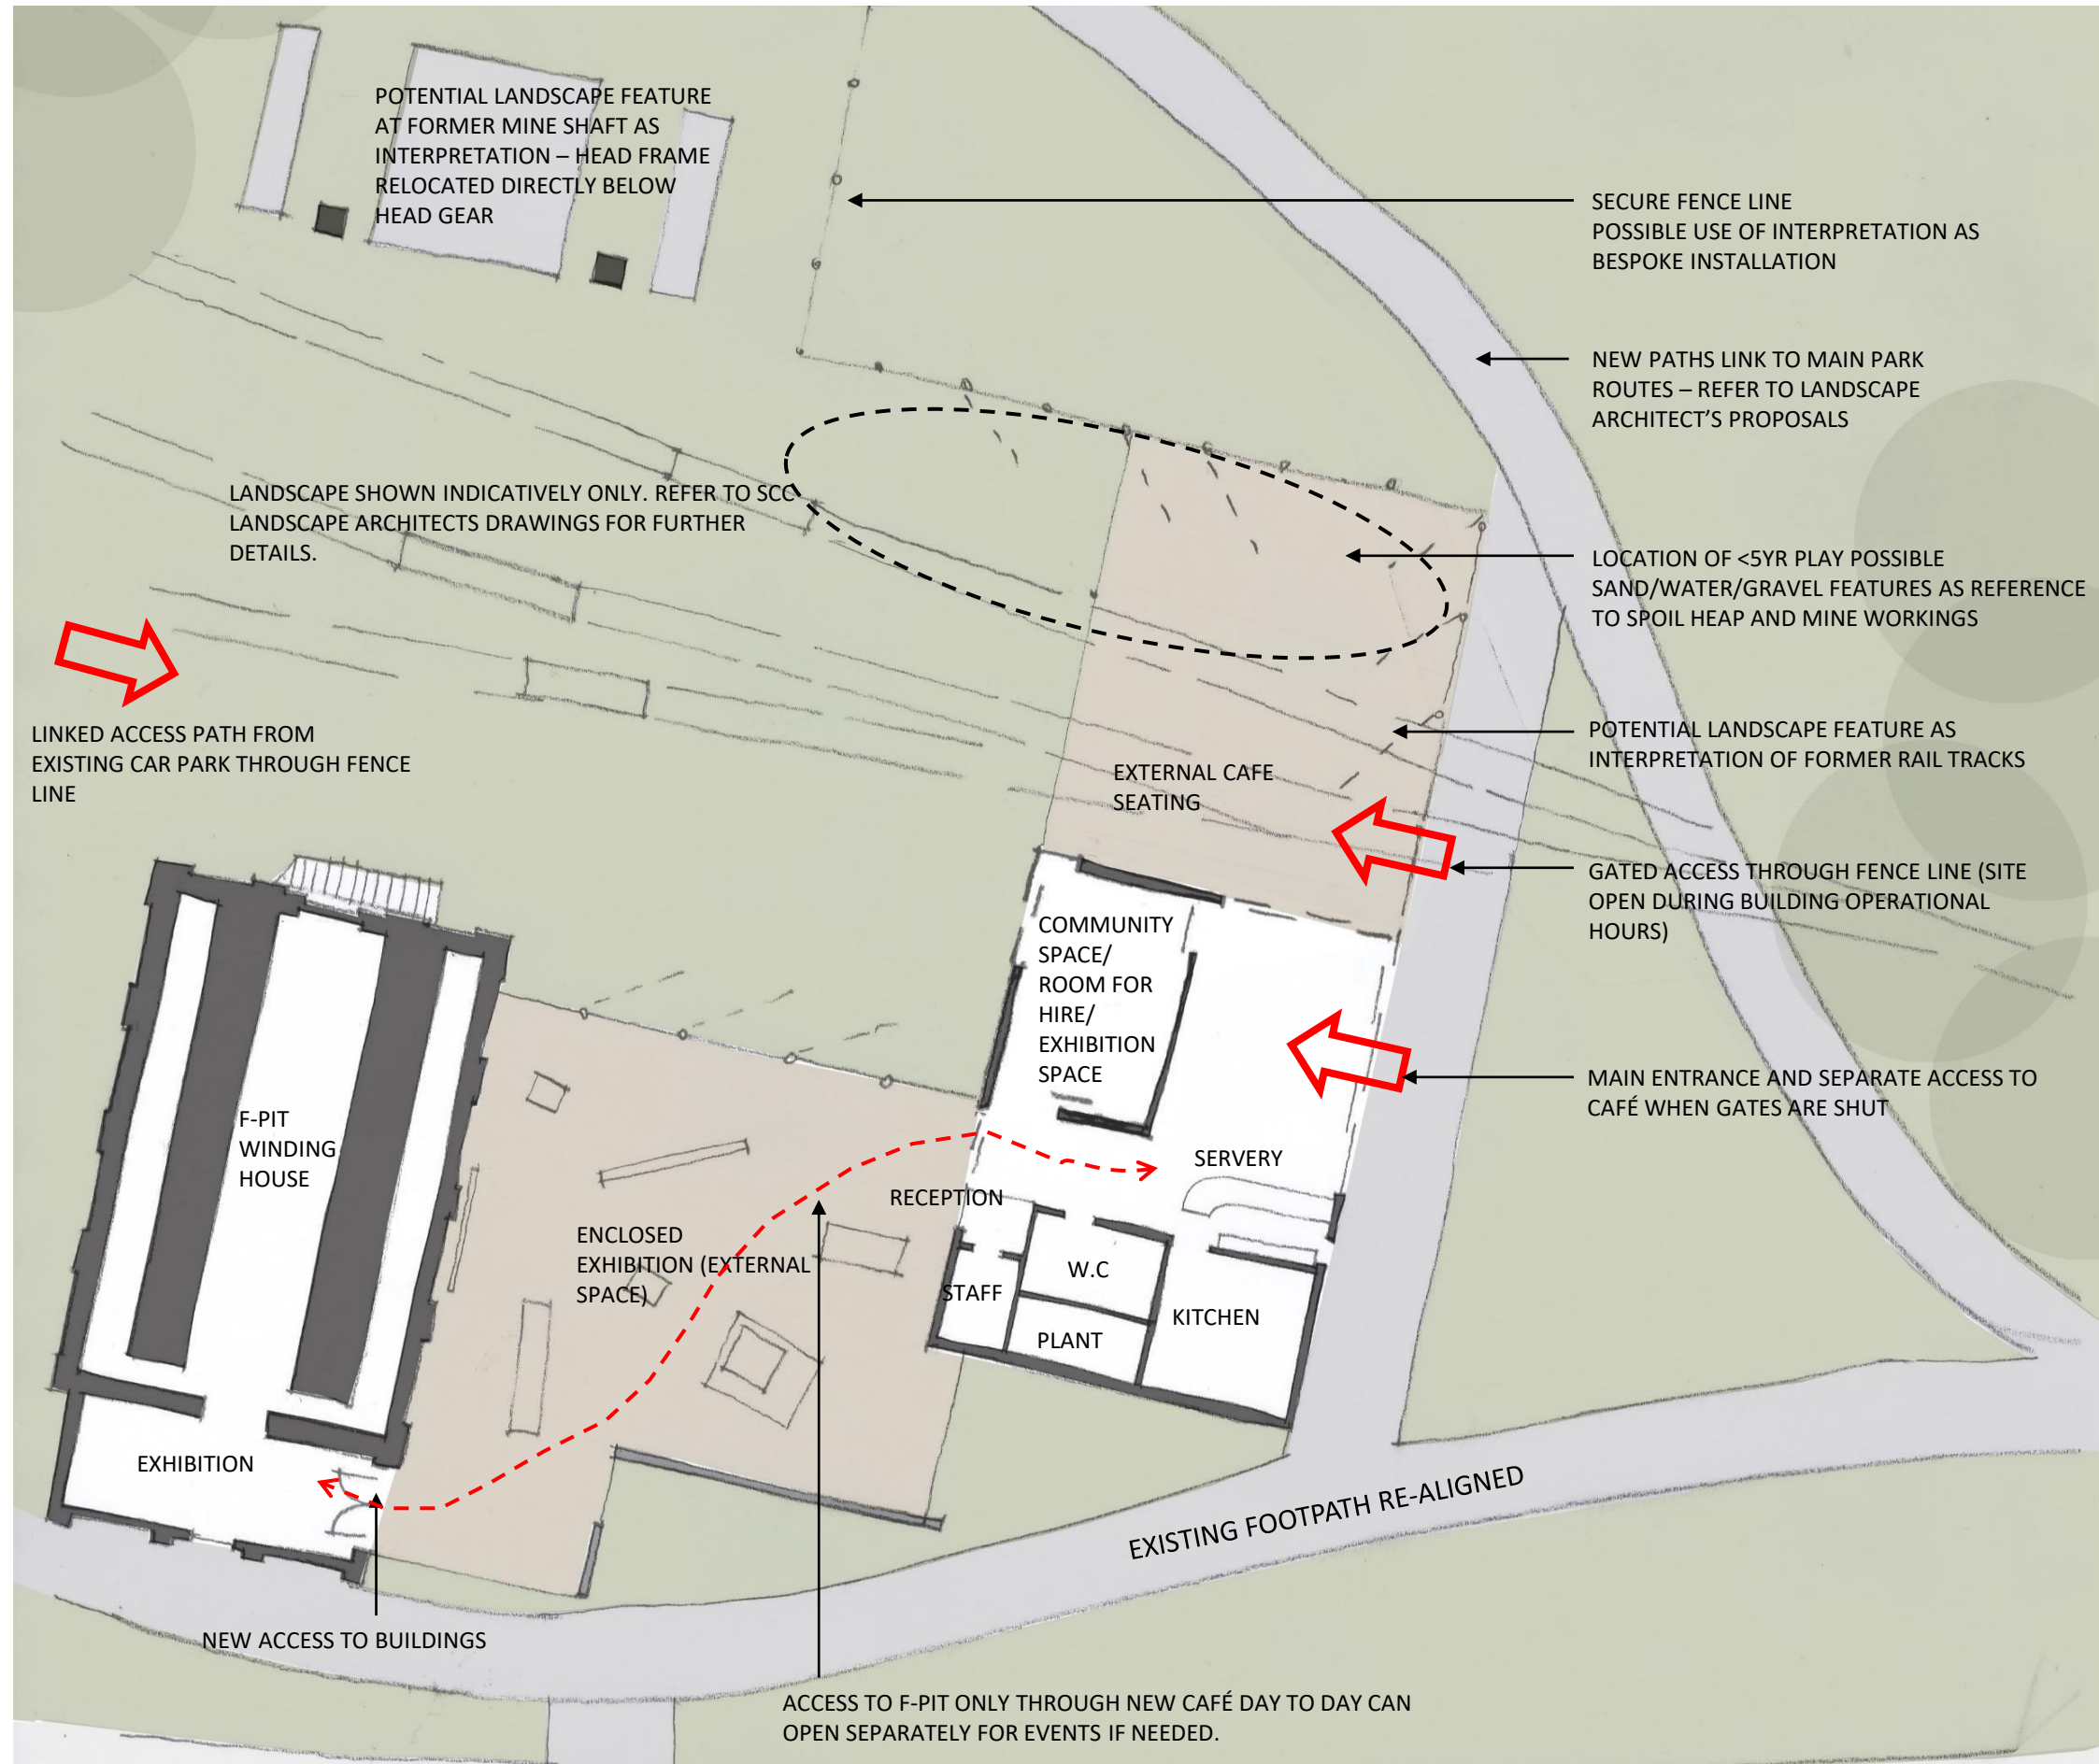 POTENTIAL LANDSCAPE FEATURE
AT FORMER MINE SHAFT AS
INTERPRETATION – HEAD FRAME
RELOCATED DIRECTLY BELOW
HEAD GEAR
SECURE FENCE LINE
POSSIBLE USE OF INTERPRETATION AS
BESPOKE INSTALLATION
NEW PATHS LINK TO MAIN PARK
ROUTES – REFER TO LANDSCAPE
ARCHITECT'S PROPOSALS
LANDSCAPE SHOWN INDICATIVELY ONLY. REFER TO SCC
LANDSCAPE ARCHITECTS DRAWINGS FOR FURTHER
DETAILS.
LOCATION OF <5YR PLAY POSSIBLE
SAND/WATER/GRAVEL FEATURES AS REFERENCE
TO SPOIL HEAP AND MINE WORKINGS
LINKED ACCESS PATH FROM
EXISTING CAR PARK THROUGH FENCE
LINE
POTENTIAL LANDSCAPE FEATURE AS
INTERPRETATION OF FORMER RAIL TRACKS
EXTERNAL CAFE
SEATING
GATED ACCESS THROUGH FENCE LINE (SITE
OPEN DURING BUILDING OPERATIONAL
HOURS)
COMMUNITY
SPACE/
ROOM FOR
HIRE/
EXHIBITION
SPACE
MAIN ENTRANCE AND SEPARATE ACCESS TO
CAFÉ WHEN GATES ARE SHUT
F-PIT
WINDING
HOUSE
SERVERY
RECEPTION
ENCLOSED
EXHIBITION (EXTERNAL
SPACE)
W.C
STAFF
KITCHEN
PLANT
EXHIBITION
EXISTING FOOTPATH RE-ALIGNED
NEW ACCESS TO BUILDINGS
ACCESS TO F-PIT ONLY THROUGH NEW CAFÉ DAY TO DAY CAN
OPEN SEPARATELY FOR EVENTS IF NEEDED.